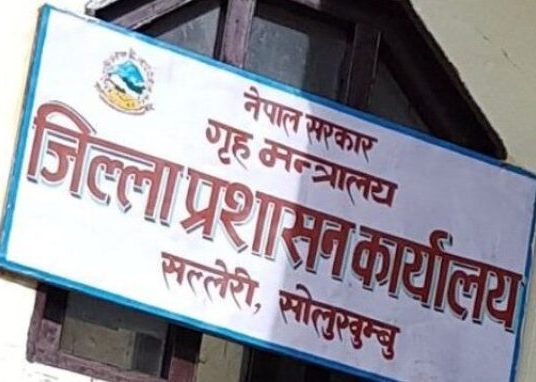 नेपाल सरकार
गृह मन्त्रालय
जिल्ला प्रशासन कार्यालय
सल्लेरी, सोलुखुम्बु